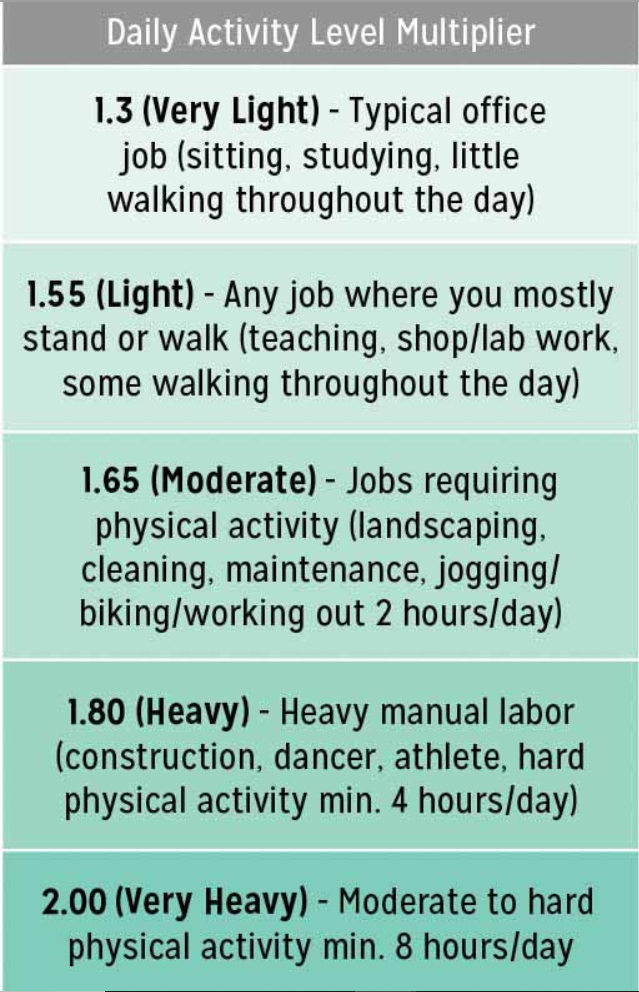 Daily Activity Level Multiplier
1.3 (Very Light) - Typical office
job (sitting, studying, little
walking throughout the day)
1.55 (Light) - Any job where you mostly
stand or walk (teaching, shop/lab work,
some walking throughout the day)
1.65 (Moderate) - Jobs requiring
physical activity (landscaping,
cleaning, maintenance, jogging/
biking/working out 2 hours/day)
1.80 (Heavy) - Heavy manual labor
(construction, dancer, athlete, hard
physical activity min. 4 hours/day)
2.00 (Very Heavy) - Moderate to hard
physical activity min. 8 hours/day